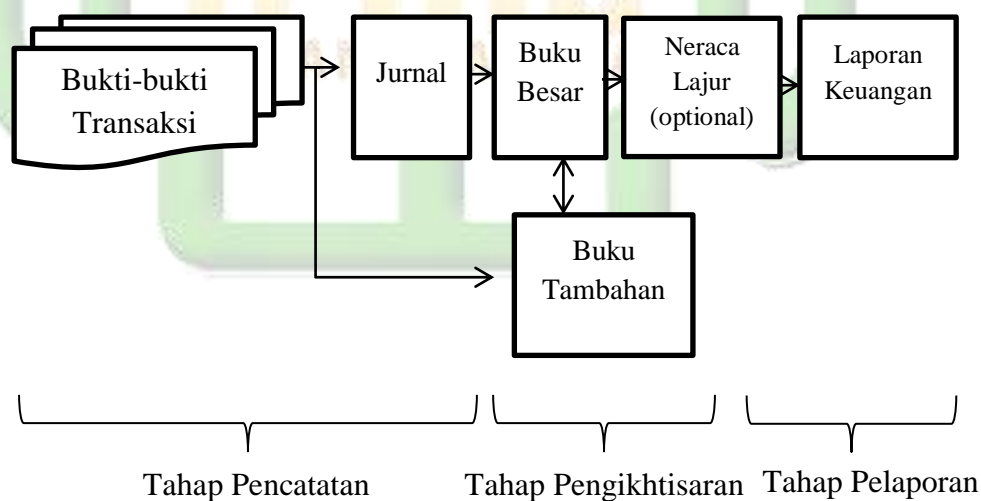 Bukti-bukti
Transaksi
Jurnal
Buku
Besar
Neraca
Lajur
(optional)
Laporan
Keuangan
Buku
Tambahan
Tahap Pencatatan
Tahap Pengikhtisaran
Tahap Pelaporan